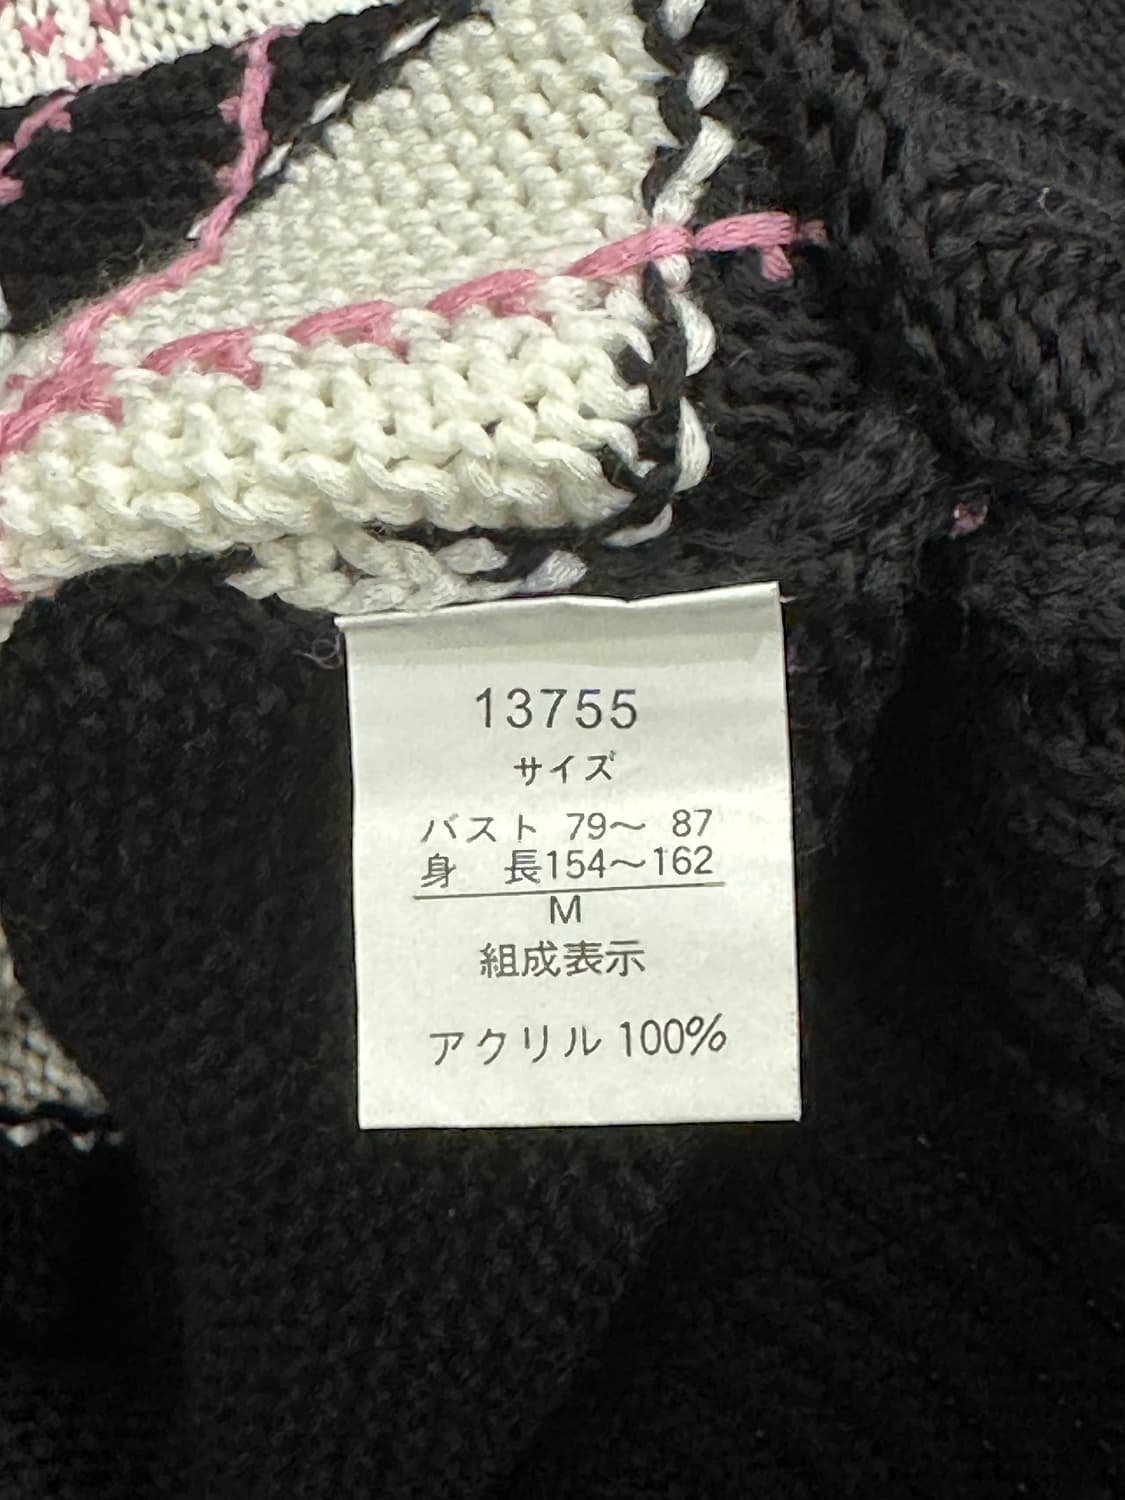 13755
サイズ
バスト 79〜 87
身 長154〜162
M
組成表示
アクリル 100%